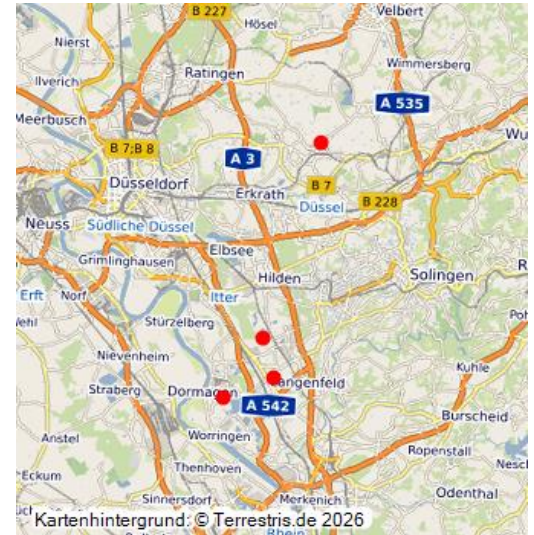 B 227
Hösel
Velbert
Nierst
Wimmersberg
Ratingen
Ilverich
A 535
Meerbusch
B 7;B 8
A 3
Wu
Düsseldorf
B 7
Erkrath
B 228
Düssel
Neuss
Südliche Düssel
Elbsee
Grimlinghausen
Hilden
Solingen
R
Erft
Norf
Itter
Stürzelberg
Poh
Nievenheim
Kuhle
Straberg
Dormagen
Langenfeld
A 542
Burscheid
Anstel
Worringen
Ropenstall
Thenhoven
Nesc
Eckum
Odenthal
Sinnersdorf
Merkenich
Kartenhintergrund: © Terrestris.de 2026
Rhein